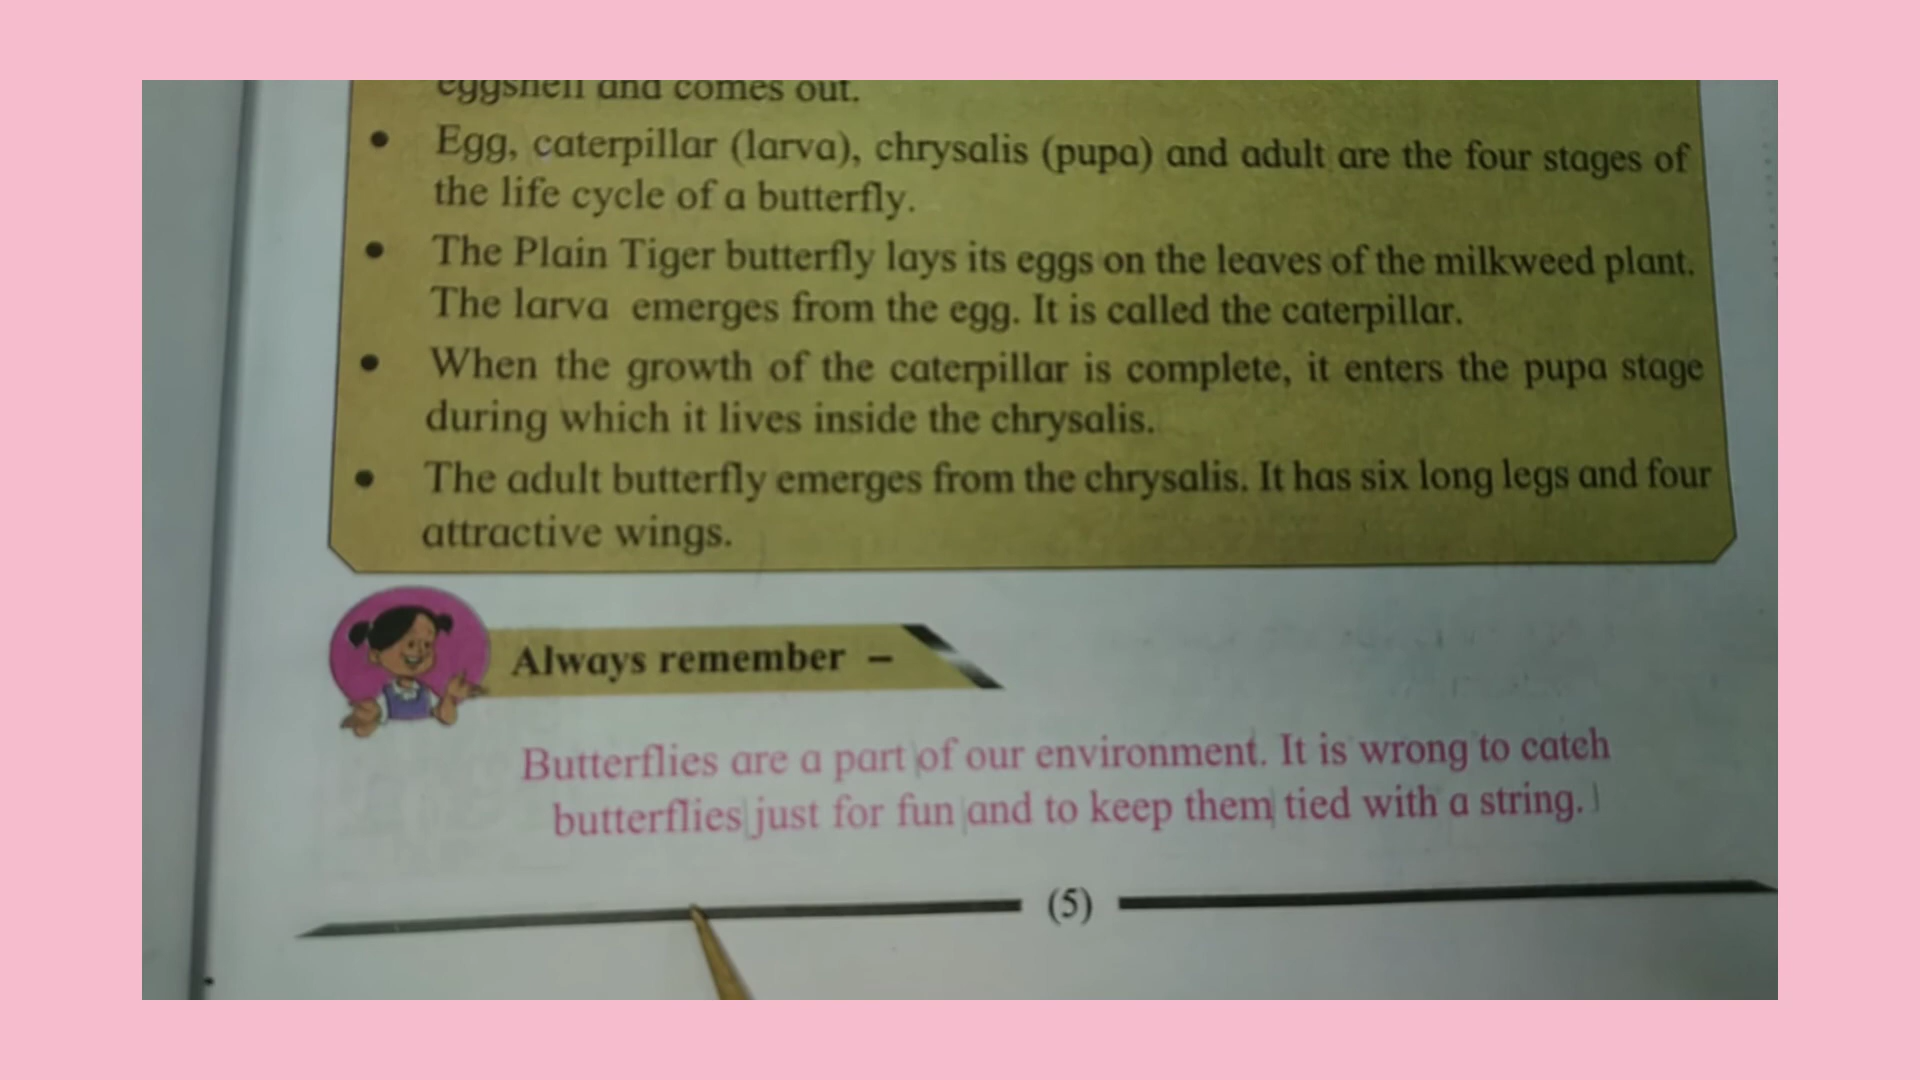 eggshell and comes out.
• Egg, caterpillar (larva), chrysalis (pupa) and adult are the four stages of
the life cycle of a butterfly.
• The Plain Tiger butterfly lays its eggs on the leaves of the milkweed plant.
The larva emerges from the egg. It is called the caterpillar.
• When the growth of the caterpillar is complete, it enters the pupa stage
during which it lives inside the chrysalis.
• The adult butterfly emerges from the chrysalis. It has six long legs and four
attractive wings.
Always remember –
Butterflies are a part of our environment. It is wrong to catch
butterflies just for fun and to keep them tied with a string.
(5)